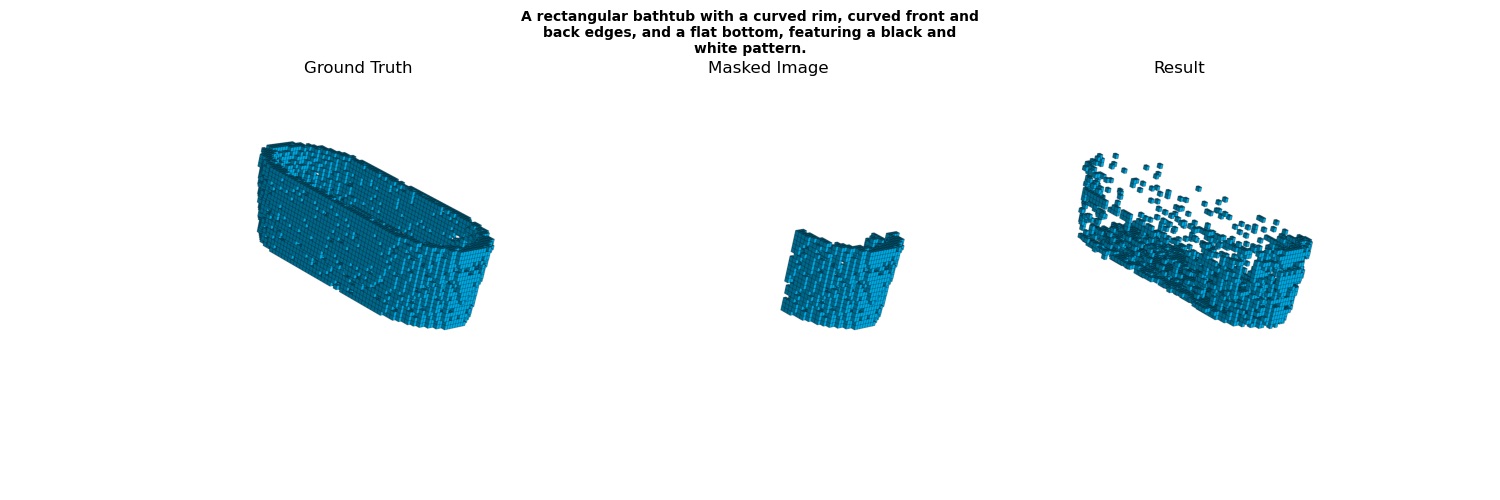 A rectangular bathtub with a curved rim, curved front and
back edges, and a flat bottom, featuring a black and
white pattern.
Ground Truth
Masked Image
Result